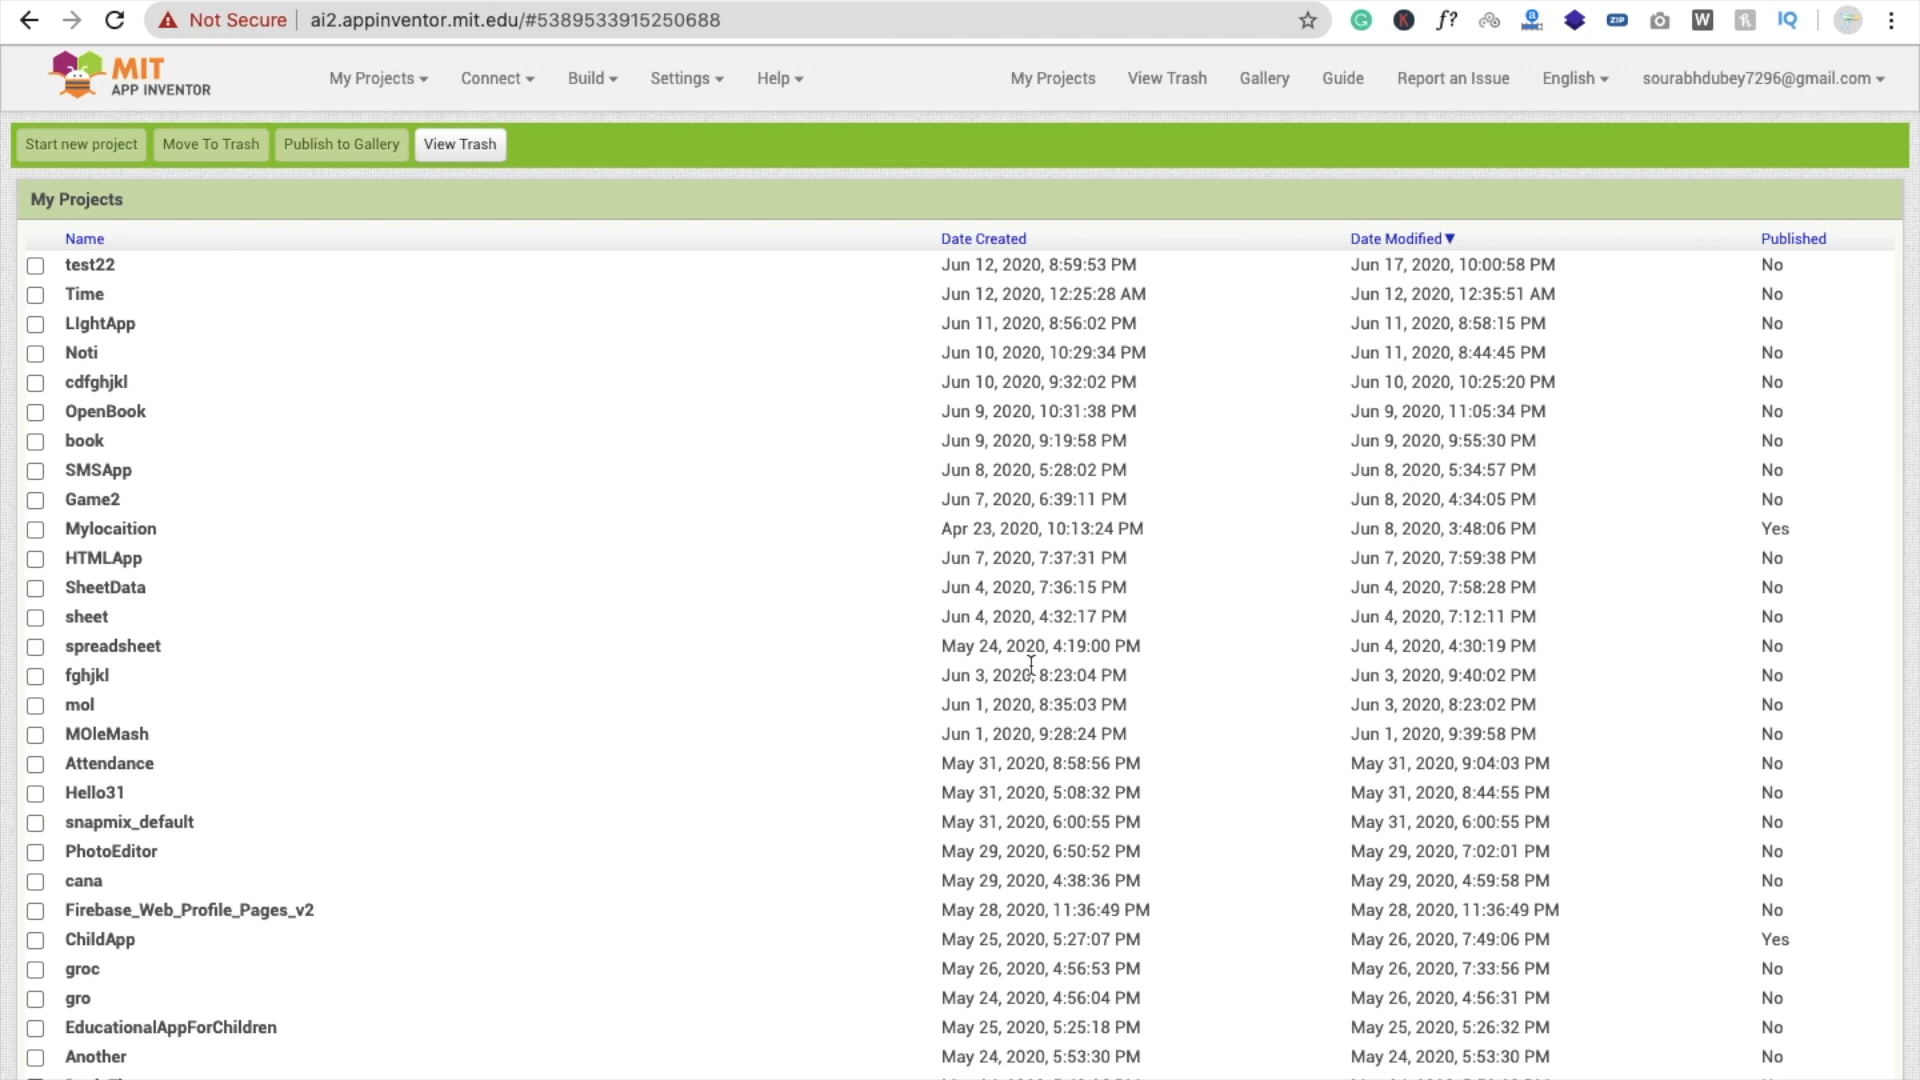 Not Secure ai2.appinventor.mit.edu/#5389533915250688
MIT
APP INVENTOR
My Projects Connect Build Settings Help My Projects View Trash Gallery Guide Report an Issue English sourabhdubey7296@gmail.com
Start new project Move To Trash Publish to Gallery View Trash
My Projects
Name Date Created Date Modified Published
test22 Jun 12, 2020, 8:59:53 PM Jun 17, 2020, 10:00:58 PM No
Time Jun 12, 2020, 12:25:28 AM Jun 12, 2020, 12:35:51 AM No
LIghtApp Jun 11, 2020, 8:56:02 PM Jun 11, 2020, 8:58:15 PM No
Noti Jun 10, 2020, 10:29:34 PM Jun 11, 2020, 8:44:45 PM No
cdfghjkl Jun 10, 2020, 9:32:02 PM Jun 10, 2020, 10:25:20 PM No
OpenBook Jun 9, 2020, 10:31:38 PM Jun 9, 2020, 11:05:34 PM No
book Jun 9, 2020, 9:19:58 PM Jun 9, 2020, 9:55:30 PM No
SMSApp Jun 8, 2020, 5:28:02 PM Jun 8, 2020, 5:34:57 PM No
Game2 Jun 7, 2020, 6:39:11 PM Jun 8, 2020, 4:34:05 PM No
Mylocaition Apr 23, 2020, 10:13:24 PM Jun 8, 2020, 3:48:06 PM Yes
HTMLApp Jun 7, 2020, 7:37:31 PM Jun 7, 2020, 7:59:38 PM No
SheetData Jun 4, 2020, 7:36:15 PM Jun 4, 2020, 7:58:28 PM No
sheet Jun 4, 2020, 4:32:17 PM Jun 4, 2020, 7:12:11 PM No
spreadsheet May 24, 2020, 4:19:00 PM Jun 4, 2020, 4:30:19 PM No
fghjkl Jun 3, 2020, 8:23:04 PM Jun 3, 2020, 9:40:02 PM No
mol Jun 1, 2020, 8:35:03 PM Jun 3, 2020, 8:23:02 PM No
MOleMash Jun 1, 2020, 9:28:24 PM Jun 1, 2020, 9:39:58 PM No
Attendance May 31, 2020, 8:58:56 PM May 31, 2020, 9:04:03 PM No
Hello31 May 31, 2020, 5:08:32 PM May 31, 2020, 8:44:55 PM No
snapmix_default May 31, 2020, 6:00:55 PM May 31, 2020, 6:00:55 PM No
PhotoEditor May 29, 2020, 6:50:52 PM May 29, 2020, 7:02:01 PM No
cana May 29, 2020, 4:38:36 PM May 29, 2020, 4:59:58 PM No
Firebase_Web_Profile_Pages_v2 May 28, 2020, 11:36:49 PM May 28, 2020, 11:36:49 PM No
ChildApp May 25, 2020, 5:27:07 PM May 26, 2020, 7:49:06 PM Yes
groc May 26, 2020, 4:56:53 PM May 26, 2020, 7:33:56 PM No
gro May 24, 2020, 4:56:04 PM May 26, 2020, 4:56:31 PM No
EducationalAppForChildren May 25, 2020, 5:25:18 PM May 25, 2020, 5:26:32 PM No
Another May 24, 2020, 5:53:30 PM May 24, 2020, 5:53:30 PM No